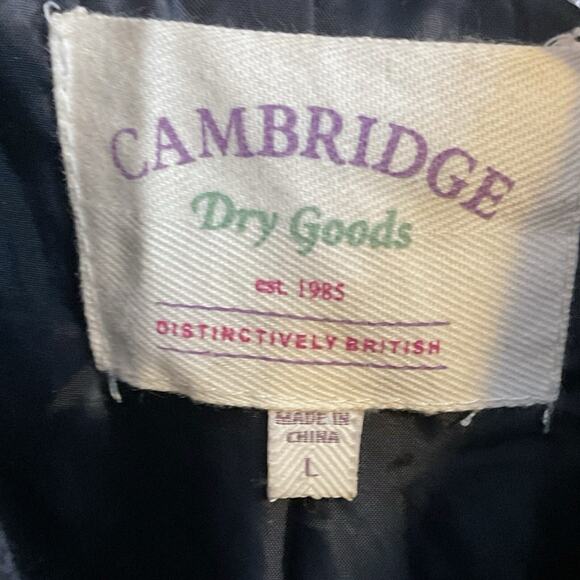 CAMBRIDGE
Dry Goods
est. 1985
DISTINCTIVELY BRITISH
MADE IN
CHINA
L